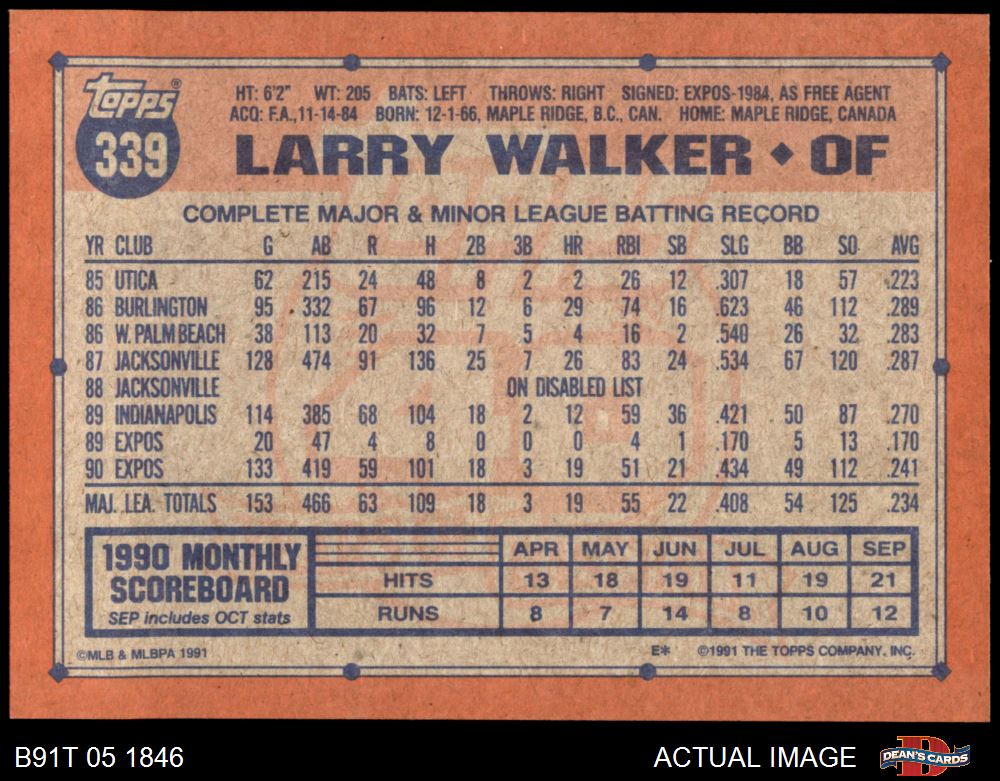 Topps®
339
HT: 6'2" WT: 205 BATS: LEFT THROWS: RIGHT SIGNED: EXPOS-1984, AS FREE AGENT
ACQ: F.A.,11-14-84 BORN: 12-1-66, MAPLE RIDGE, B.C., CAN. HOME: MAPLE RIDGE, CANADA
LARRY WALKER ◆ OF
COMPLETE MAJOR & MINOR LEAGUE BATTING RECORD
YR CLUB G AB R H 2B 3B HR RBI SB SLG BB SO AVG
85 UTICA 62 215 24 48 8 2 2 26 12 .307 18 57 .223
86 BURLINGTON 95 332 67 96 12 6 29 74 16 .623 46 112 .289
86 W. PALM BEACH 38 113 20 32 7 5 4 16 2 .540 26 32 .283
87 JACKSONVILLE 128 474 91 136 25 7 26 83 24 .534 67 120 .287
88 JACKSONVILLE ON DISABLED LIST
89 INDIANAPOLIS 114 385 68 104 18 2 12 59 36 .421 50 87 .270
89 EXPOS 20 47 4 8 0 0 0 4 1 .170 5 13 .170
90 EXPOS 133 419 59 101 18 3 19 51 21 .434 49 112 .241
MAJ. LEA. TOTALS 153 466 63 109 18 3 19 55 22 .408 54 125 .234
1990 MONTHLY
SCOREBOARD
SEP includes OCT stats
APR MAY JUN JUL AUG SEP
HITS 13 18 19 11 19 21
RUNS 8 7 14 8 10 12
©MLB & MLBPA 1991 E* ©1991 THE TOPPS COMPANY, INC.
B91T 05 1846 ACTUAL IMAGE
DEAN'S CARDS